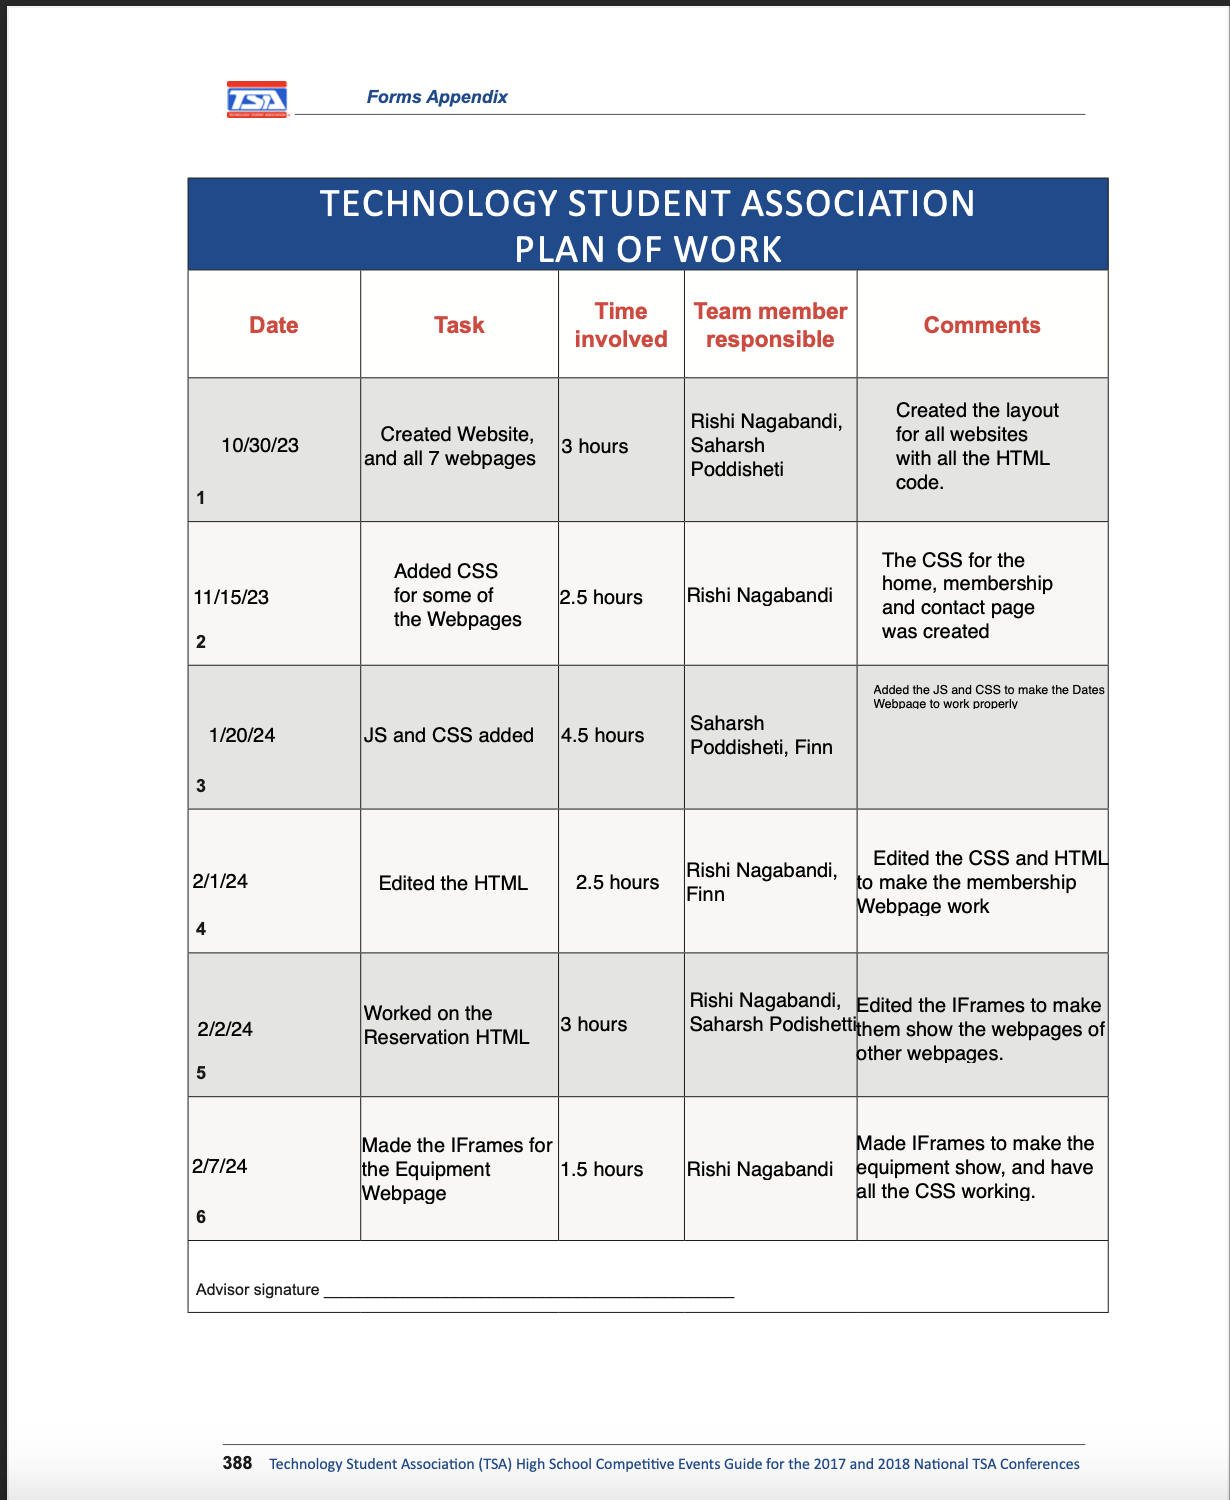 TSA
Forms Appendix
TECHNOLOGY STUDENT ASSOCIATION
PLAN OF WORK
Date
Task
Time
involved
Team member
responsible
Comments
1
10/30/23
Created Website,
and all 7 webpages
3 hours
Rishi Nagabandi,
Saharsh
Poddisheti
Created the layout
for all websites
with all the HTML
code.
2
11/15/23
Added CSS
for some of
the Webpages
2.5 hours
Rishi Nagabandi
The CSS for the
home, membership
and contact page
was created
3
1/20/24
JS and CSS added
4.5 hours
Saharsh
Poddisheti, Finn
Added the JS and CSS to make the Dates
Webpage to work properly
4
2/1/24
Edited the HTML
2.5 hours
Rishi Nagabandi,
Finn
Edited the CSS and HTML
to make the membership
Webpage work
5
2/2/24
Worked on the
Reservation HTML
3 hours
Rishi Nagabandi,
Saharsh Podishetti
Edited the IFrames to make
them show the webpages of
other webpages.
6
2/7/24
Made the IFrames for
the Equipment
Webpage
1.5 hours
Rishi Nagabandi
Made IFrames to make the
equipment show, and have
all the CSS working.
Advisor signature
388 Technology Student Association (TSA) High School Competitive Events Guide for the 2017 and 2018 National TSA Conferences